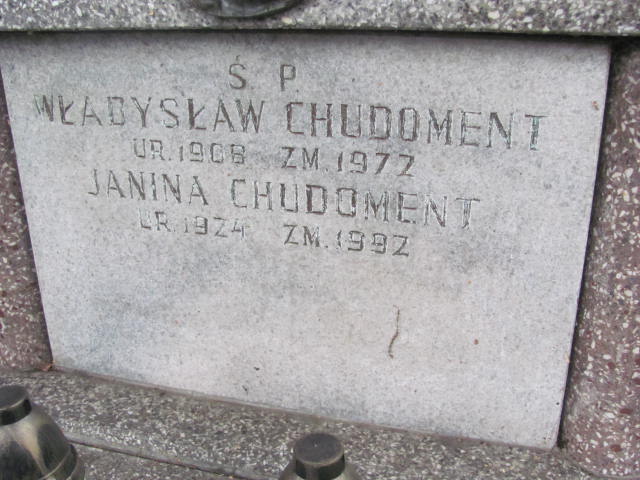 Ś P
WŁADYSŁAW CHUDOMENT
UR. 1908 ZM. 1972
JANINA CHUDOMENT
UR. 1924 ZM. 1992